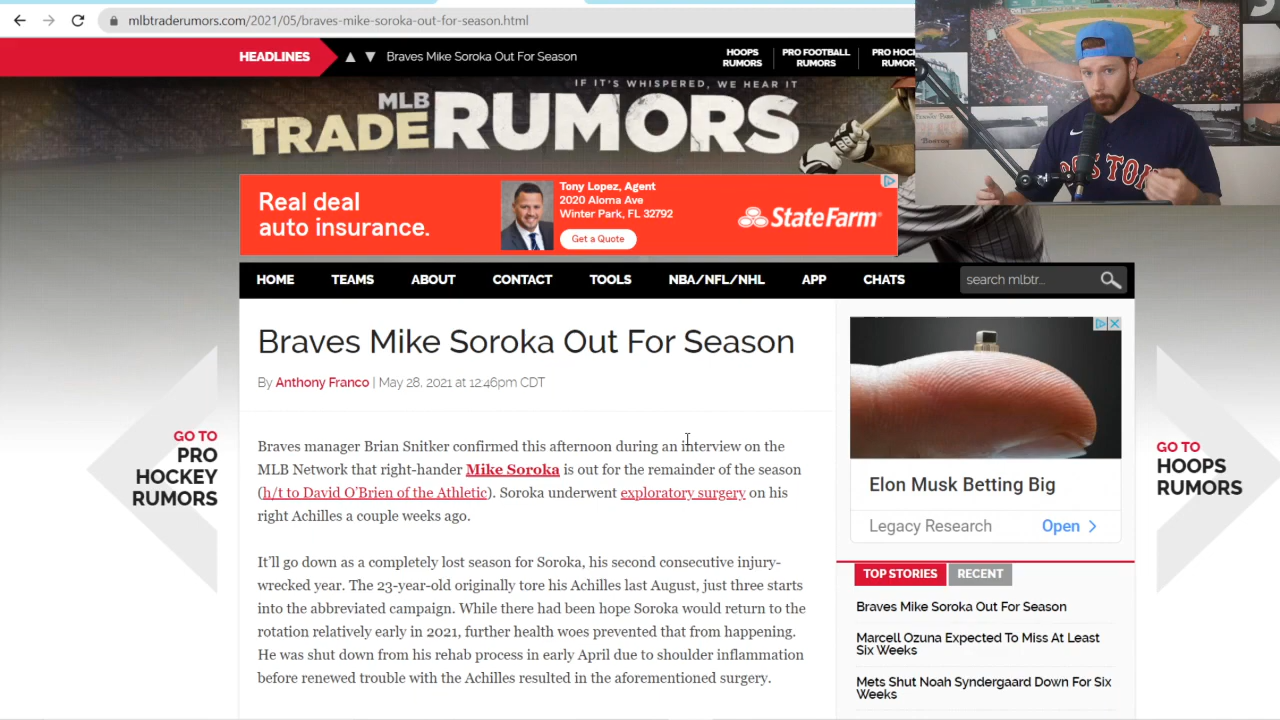 mlbtraderumors.com/2021/05/braves-mike-soroka-out-for-season.html
HEADLINES
Braves Mike Soroka Out For Season
HOOPS
RUMORS
PRO FOOTBALL
RUMORS
PRO HOC
RUMOR
IF IT'S WHISPERED, WE HEAR IT
MLB
TRADERUMORS
BOSTON
Real deal
auto insurance.
Tony Lopez, Agent
2020 Aloma Ave
Winter Park, FL 32792
Get a Quote
StateFarm®
HOME
TEAMS
ABOUT
CONTACT
TOOLS
NBA/NFL/NHL
APP
CHATS
search mlbtr...
Braves Mike Soroka Out For Season
By Anthony Franco | May 28, 2021 at 12:46pm CDT
Braves manager Brian Snitker confirmed this afternoon during an interview on the
MLB Network that right-hander Mike Soroka is out for the remainder of the season
(h/t to David O'Brien of the Athletic). Soroka underwent exploratory surgery on his
right Achilles a couple weeks ago.
It'll go down as a completely lost season for Soroka, his second consecutive injury-
wrecked year. The 23-year-old originally tore his Achilles last August, just three starts
into the abbreviated campaign. While there had been hope Soroka would return to the
rotation relatively early in 2021, further health woes prevented that from happening.
He was shut down from his rehab process in early April due to shoulder inflammation
before renewed trouble with the Achilles resulted in the aforementioned surgery.
GO TO
PRO
HOCKEY
RUMORS
Elon Musk Betting Big
Legacy Research
Open
TOP STORIES
RECENT
Braves Mike Soroka Out For Season
Marcell Ozuna Expected To Miss At Least
Six Weeks
Mets Shut Noah Syndergaard Down For Six
Weeks
GO TO
HOOPS
RUMORS